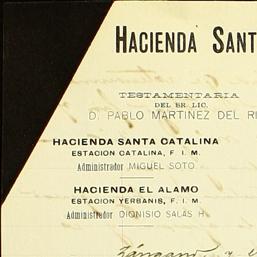 HACIENDA SANT
TESTAMENTARIA
DEL SR. LIC.
D. PABLO MARTINEZ DEL RI
HACIENDA SANTA CATALINA
ESTACION CATALINA, F. I. M.
Administrador MIGUEL SOTO
HACIENDA EL ALAMO
ESTACION YERBANIS, F. I. M.
Administrador DIONISIO SALAS H.